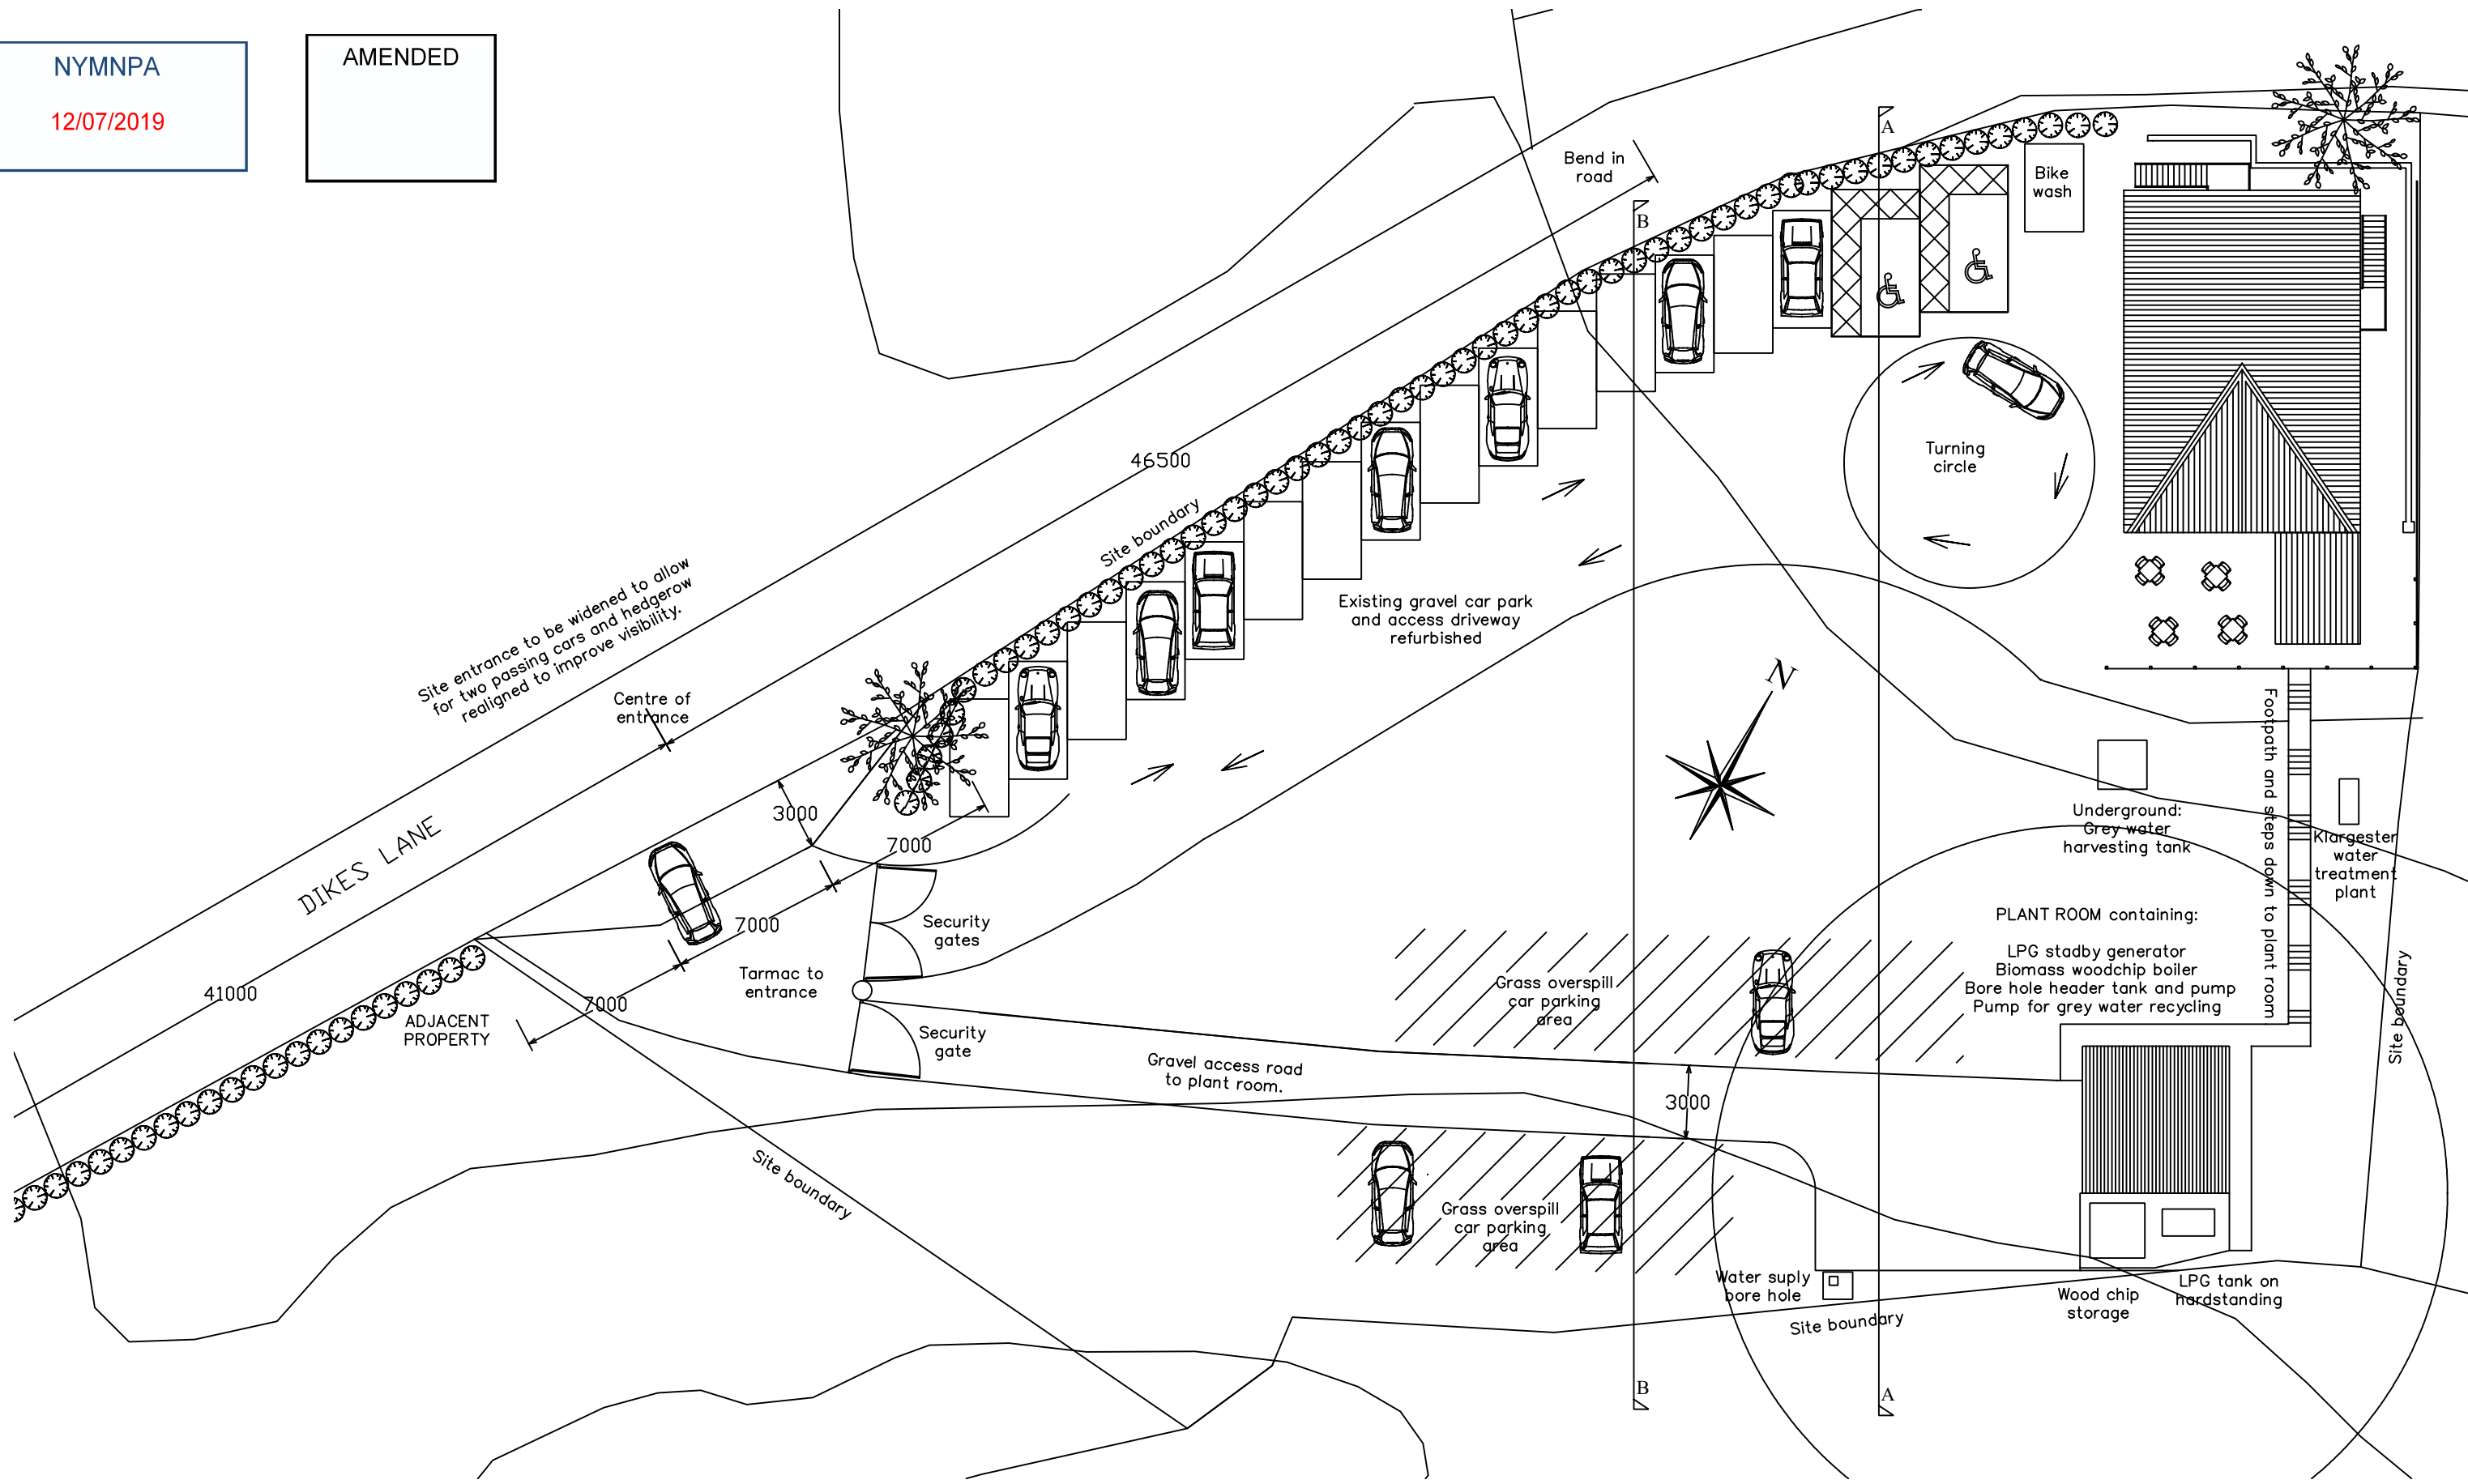 NYMNPA
12/07/2019
AMENDED
Bend in
road
A
B
Bike
wash
46500
Site boundary
Turning
circle
Site entrance to be widened to allow
for two passing cars and hedgerow
realigned to improve visibility.
Existing gravel car park
and access driveway
refurbished
Centre of
entrance
N
3000
7000
DIKES LANE
Footpath and steps down to plant room
Underground:
Grey water
harvesting tank
Klargester
water
treatment
plant
7000
Security
gates
PLANT ROOM containing:
LPG stadby generator
Biomass woodchip boiler
Bore hole header tank and pump
Pump for grey water recycling
Tarmac to
entrance
Grass overspill
car parking
area
41000
7000
ADJACENT
PROPERTY
Security
gate
Site boundary
Gravel access road
to plant room.
3000
Site boundary
Grass overspill
car parking
area
Water suply
bore hole
Wood chip
storage
LPG tank on
hardstanding
Site boundary
B
A